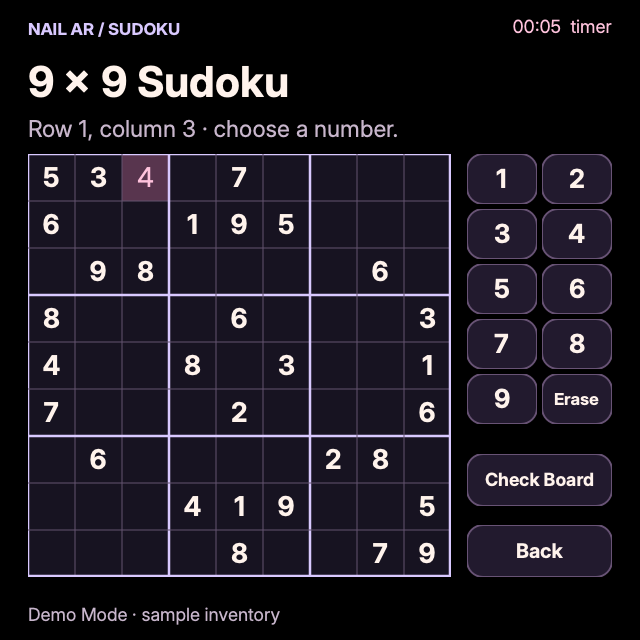 NAIL AR / SUDOKU
00:05 timer
9 × 9 Sudoku
Row 1, column 3 · choose a number.
5 3 4 7
6 1 9 5
9 8 6
8 6 3
4 8 3 1
7 2 6
6 2 8
4 1 9 5
8 7 9
1 2
3 4
5 6
7 8
9 Erase
Check Board
Back
Demo Mode · sample inventory